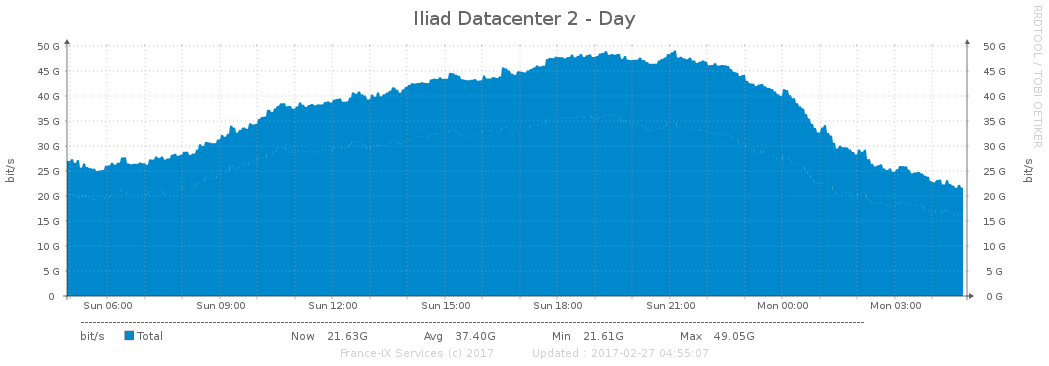 Iliad Datacenter 2 - Day
RRDTOOL / TOBI OETIKER
50 G 50 G
45 G 45 G
40 G 40 G
35 G 35 G
30 G 30 G
25 G 25 G
20 G 20 G
15 G 15 G
10 G 10 G
5 G 5 G
0 0 G
bit/s bit/s
Sun 06:00 Sun 09:00 Sun 12:00 Sun 15:00 Sun 18:00 Sun 21:00 Mon 00:00 Mon 03:00
bit/s Total Now 21.63G Avg 37.40G Min 21.61G Max 49.05G
France-IX Services (c) 2017 Updated : 2017-02-27 04:55:07